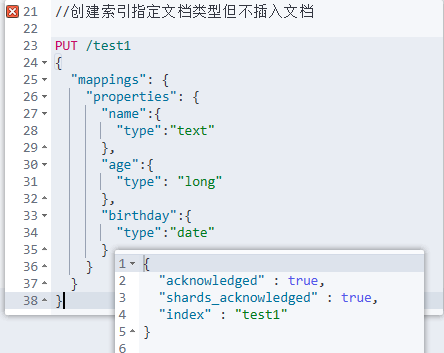 21 //创建索引指定文档类型但不插入文档
22
23 PUT /test1
24 {
25   "mappings": {
26     "properties": {
27       "name":{
28         "type":"text"
29       },
30       "age":{
31         "type": "long"
32       },
33       "birthday":{
34         "type":"date"
35       }
36     }
37   }
38 }
1 {
2   "acknowledged" : true,
3   "shards_acknowledged" : true,
4   "index" : "test1"
5 }
6